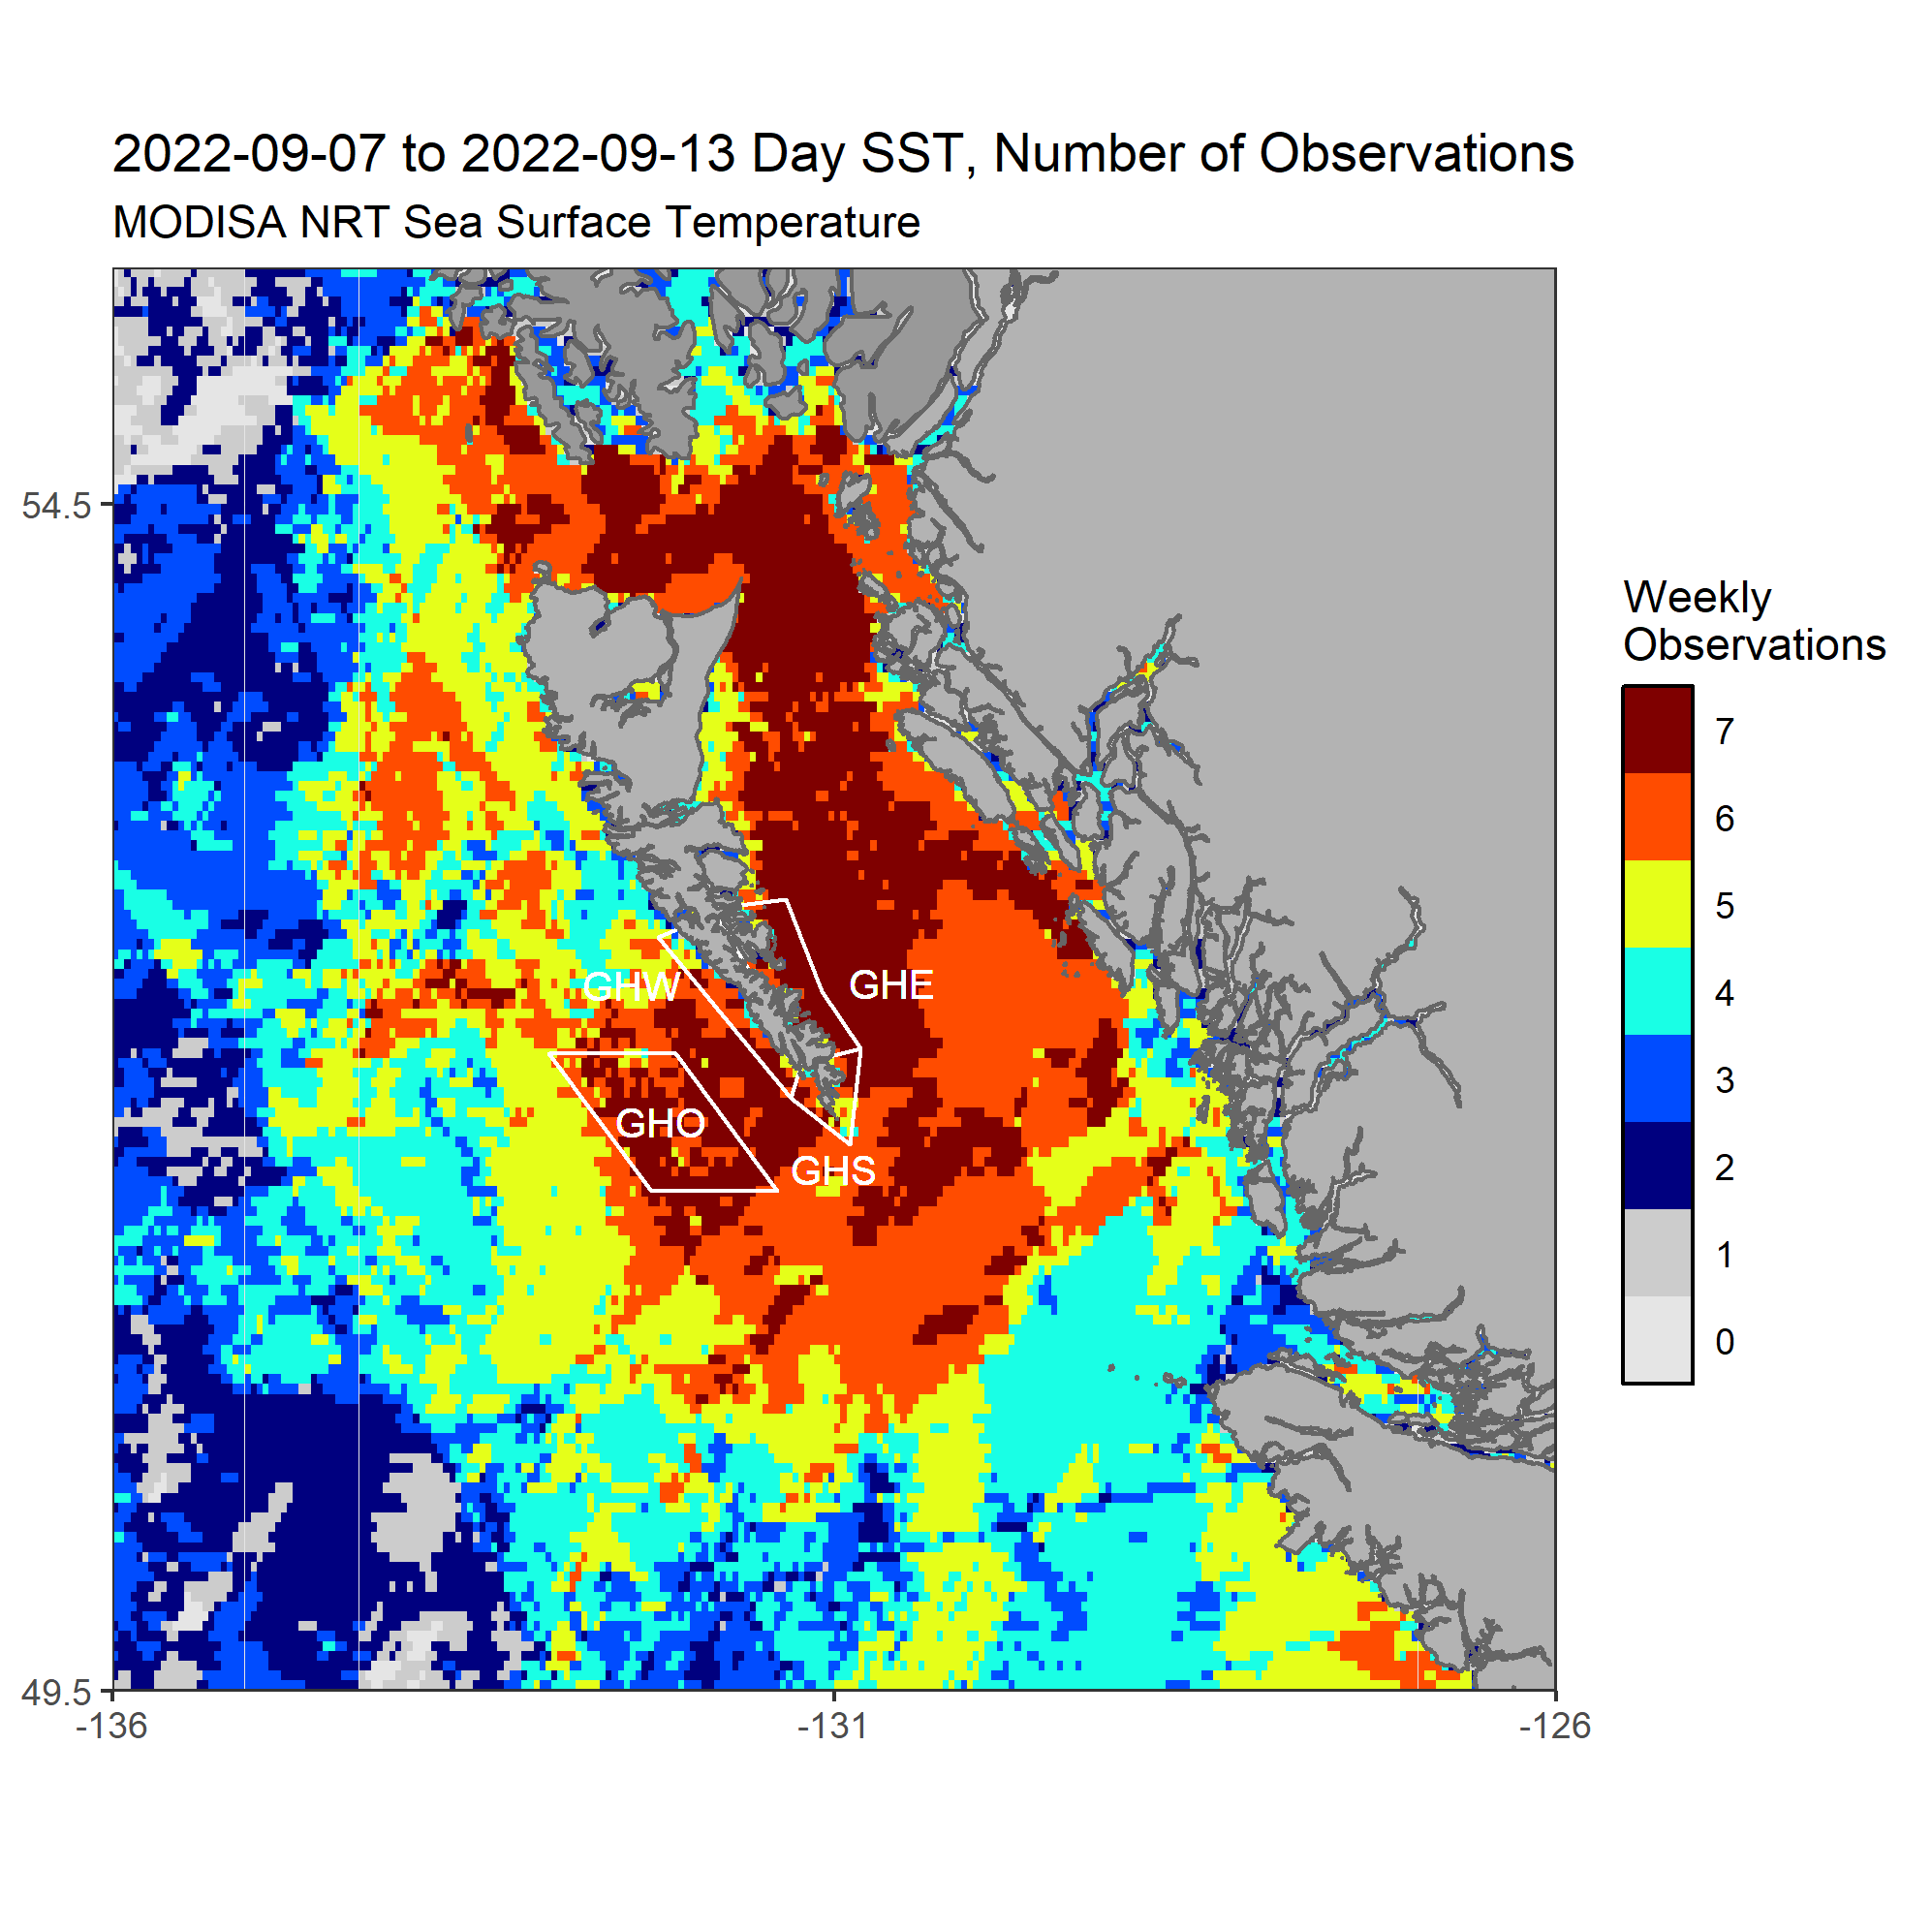 2022-09-07 to 2022-09-13 Day SST, Number of Observations
MODISA NRT Sea Surface Temperature
54.5
49.5
-136
-131
-126
GHW
GHE
GHO
GHS
Weekly
Observations
7
6
5
4
3
2
1
0